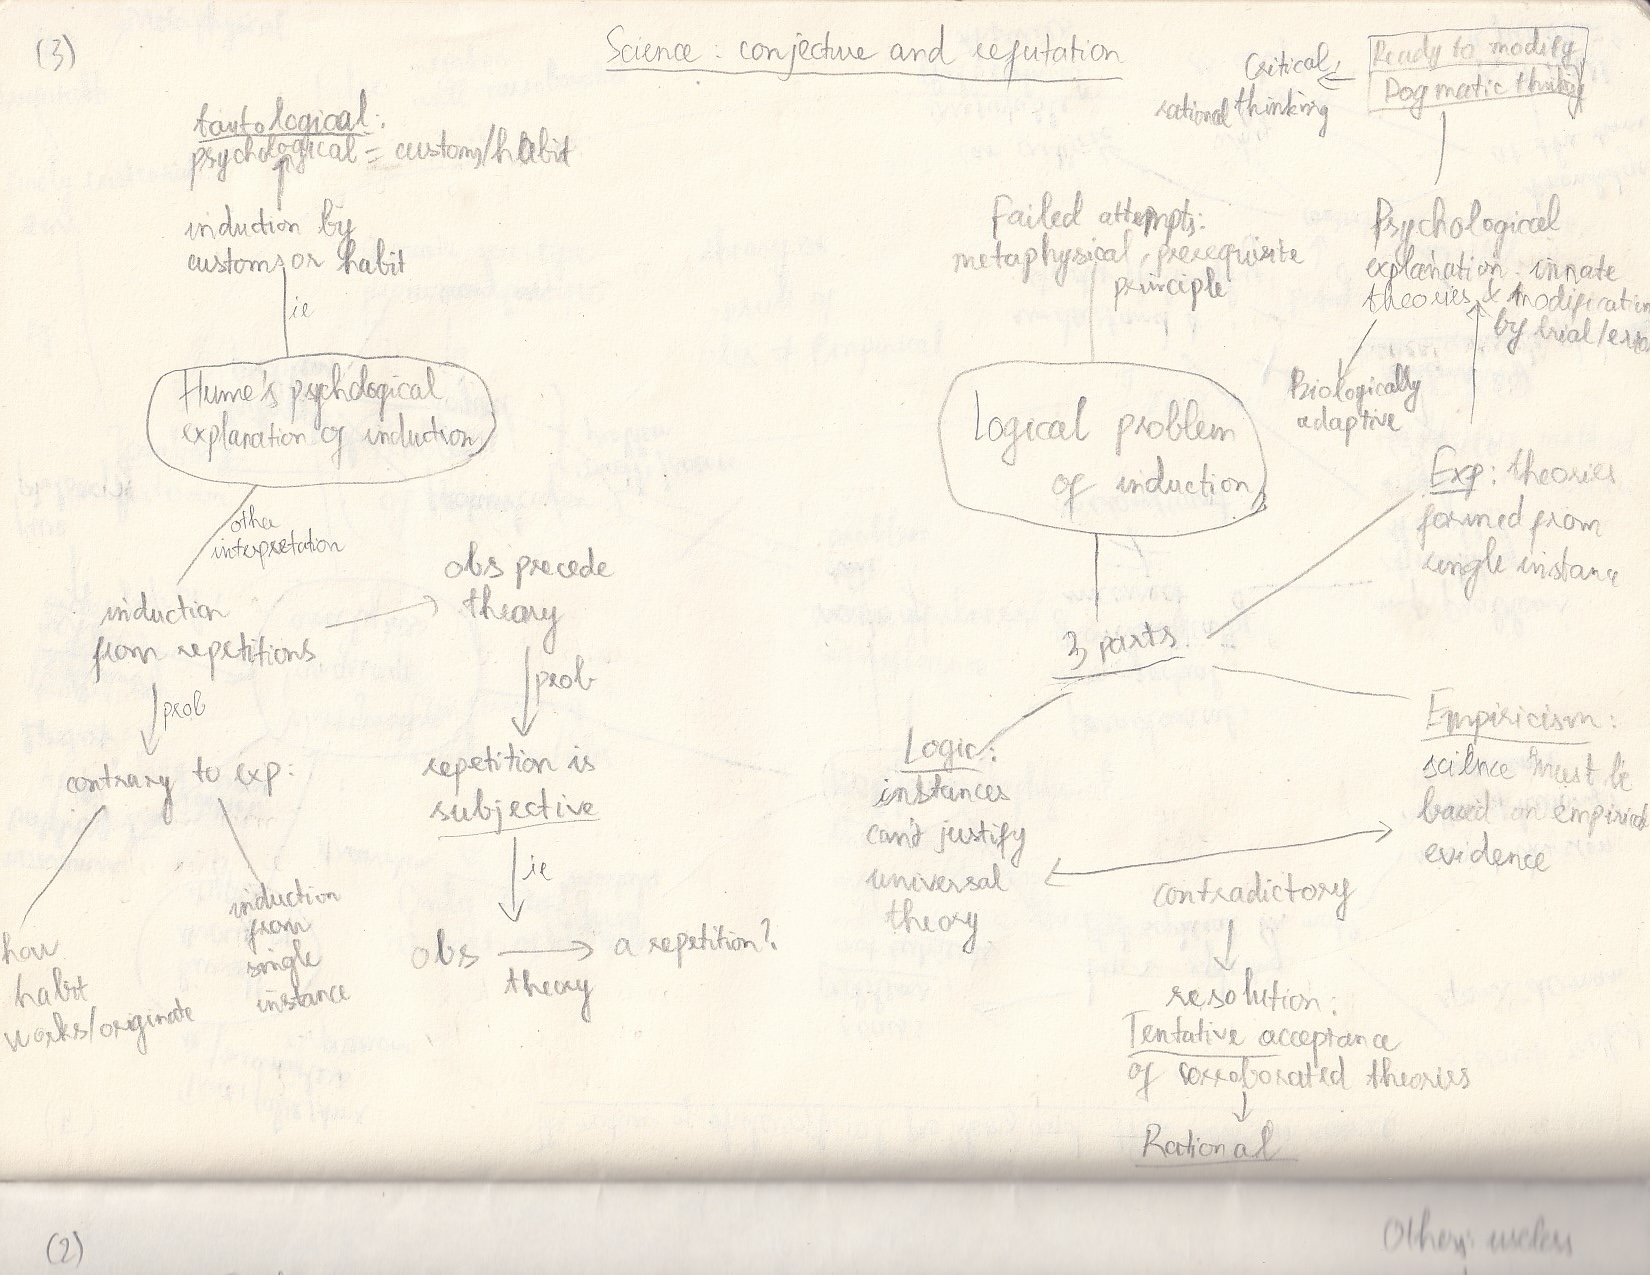 (3)
Science : conjecture and refutation
Critical,
rational thinking
Ready to modify
Dogmatic thinking
tautological:
psychological = customs/habit
induction by
customs or habit
ie
Hume's psychological
explanation of induction
other
interpretation
induction
from repetitions
prob
contrary to exp:
how
habit
works/originate
induction
from
single
instance
obs precede
theory
prob
repetition is
subjective
ie
obs → a repetition?
theory
Failed attempts:
metaphysical, prerequisite
principle
Logical problem
of induction
3 parts.
Logic:
instances
can't justify
universal
theory
contradictory
resolution:
Tentative acceptance
of corroborated theories
Rational
Psychological
explanation: innate
theories & modification
by trial/error
Biologically
adaptive
Exp: theories
formed from
single instance
Empiricism:
science must be
based on empirical
evidence
(2)
Others useless